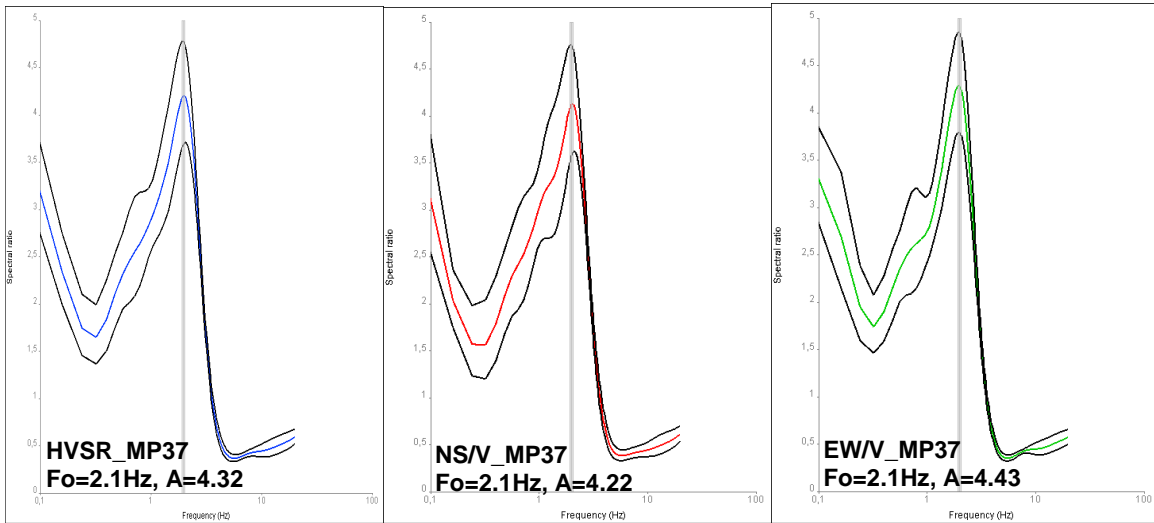 5
4,5
4
3,5
3
2,5
2
1,5
1
0,5
0
Spectral ratio
HVSR_MP37
Fo=2.1Hz, A=4.32
0,1 1 10 100
Frequency (Hz)
5
4,5
4
3,5
3
2,5
2
1,5
1
0,5
0
Spectral ratio
NS/V_MP37
Fo=2.1Hz, A=4.22
0,1 1 10 100
Frequency (Hz)
5
4,5
4
3,5
3
2,5
2
1,5
1
0,5
0
Spectral ratio
EW/V_MP37
Fo=2.1Hz, A=4.43
0,1 1 10 100
Frequency (Hz)